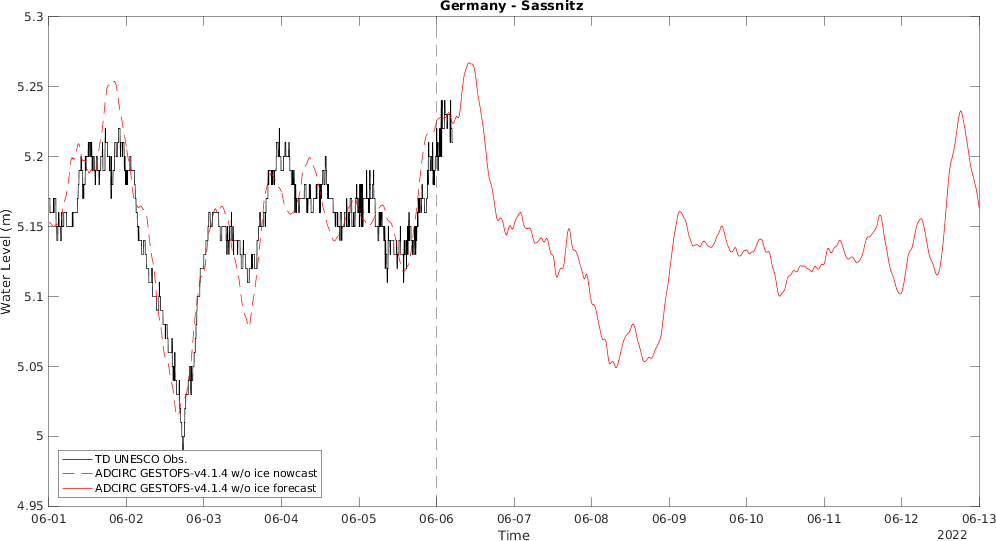 Germany - Sassnitz
5.3
5.25
5.2
5.15
5.1
5.05
5
4.95
Water Level (m)
TD UNESCO Obs.
ADCIRC GESTOFS-v4.1.4 w/o ice nowcast
ADCIRC GESTOFS-v4.1.4 w/o ice forecast
06-01 06-02 06-03 06-04 06-05 06-06 06-07 06-08 06-09 06-10 06-11 06-12 06-13
Time
2022